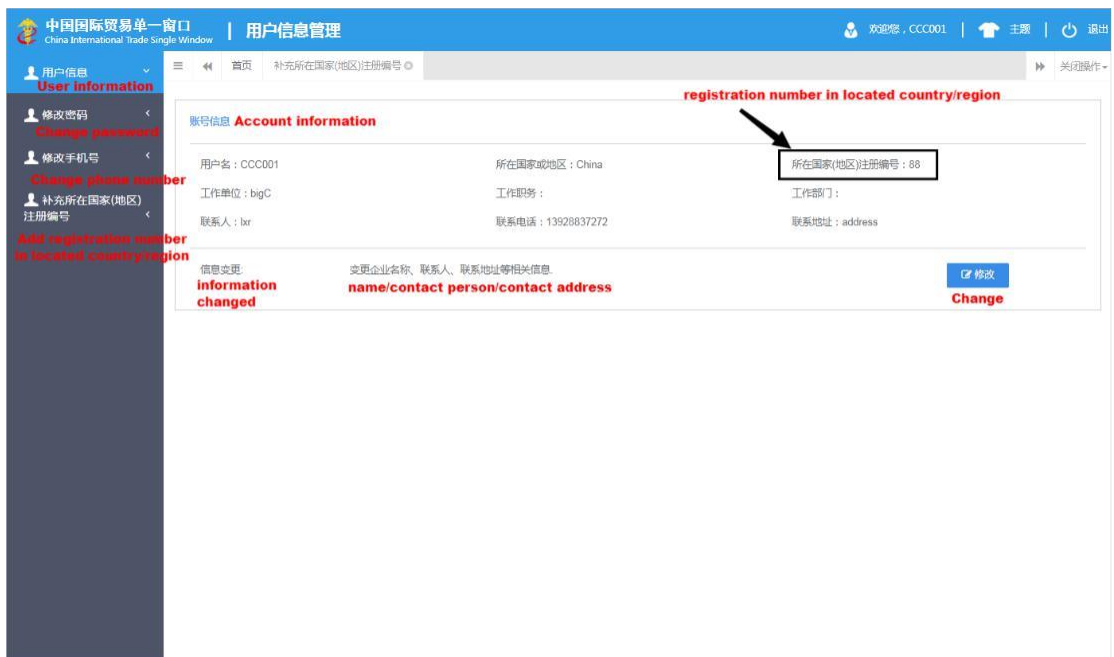 中国国际贸易单一窗口
China International Trade Single Window
用户信息管理
欢迎您，CCC001
主题
退出
用户信息
User information
首页
补充所在国家(地区)注册编号
关闭操作
修改密码
Change password
修改手机号
Change phone number
补充所在国家(地区)
注册编号
Add registration number
in located country/region
registration number in located country/region
账号信息 Account information
用户名：CCC001
所在国家或地区：China
所在国家(地区)注册编号：88
工作单位：bigC
工作职务：
工作部门：
联系人：lxr
联系电话：13928837272
联系地址：address
信息变更:
变更企业名称、联系人、联系地址等相关信息.
修改
information
changed
name/contact person/contact address
Change